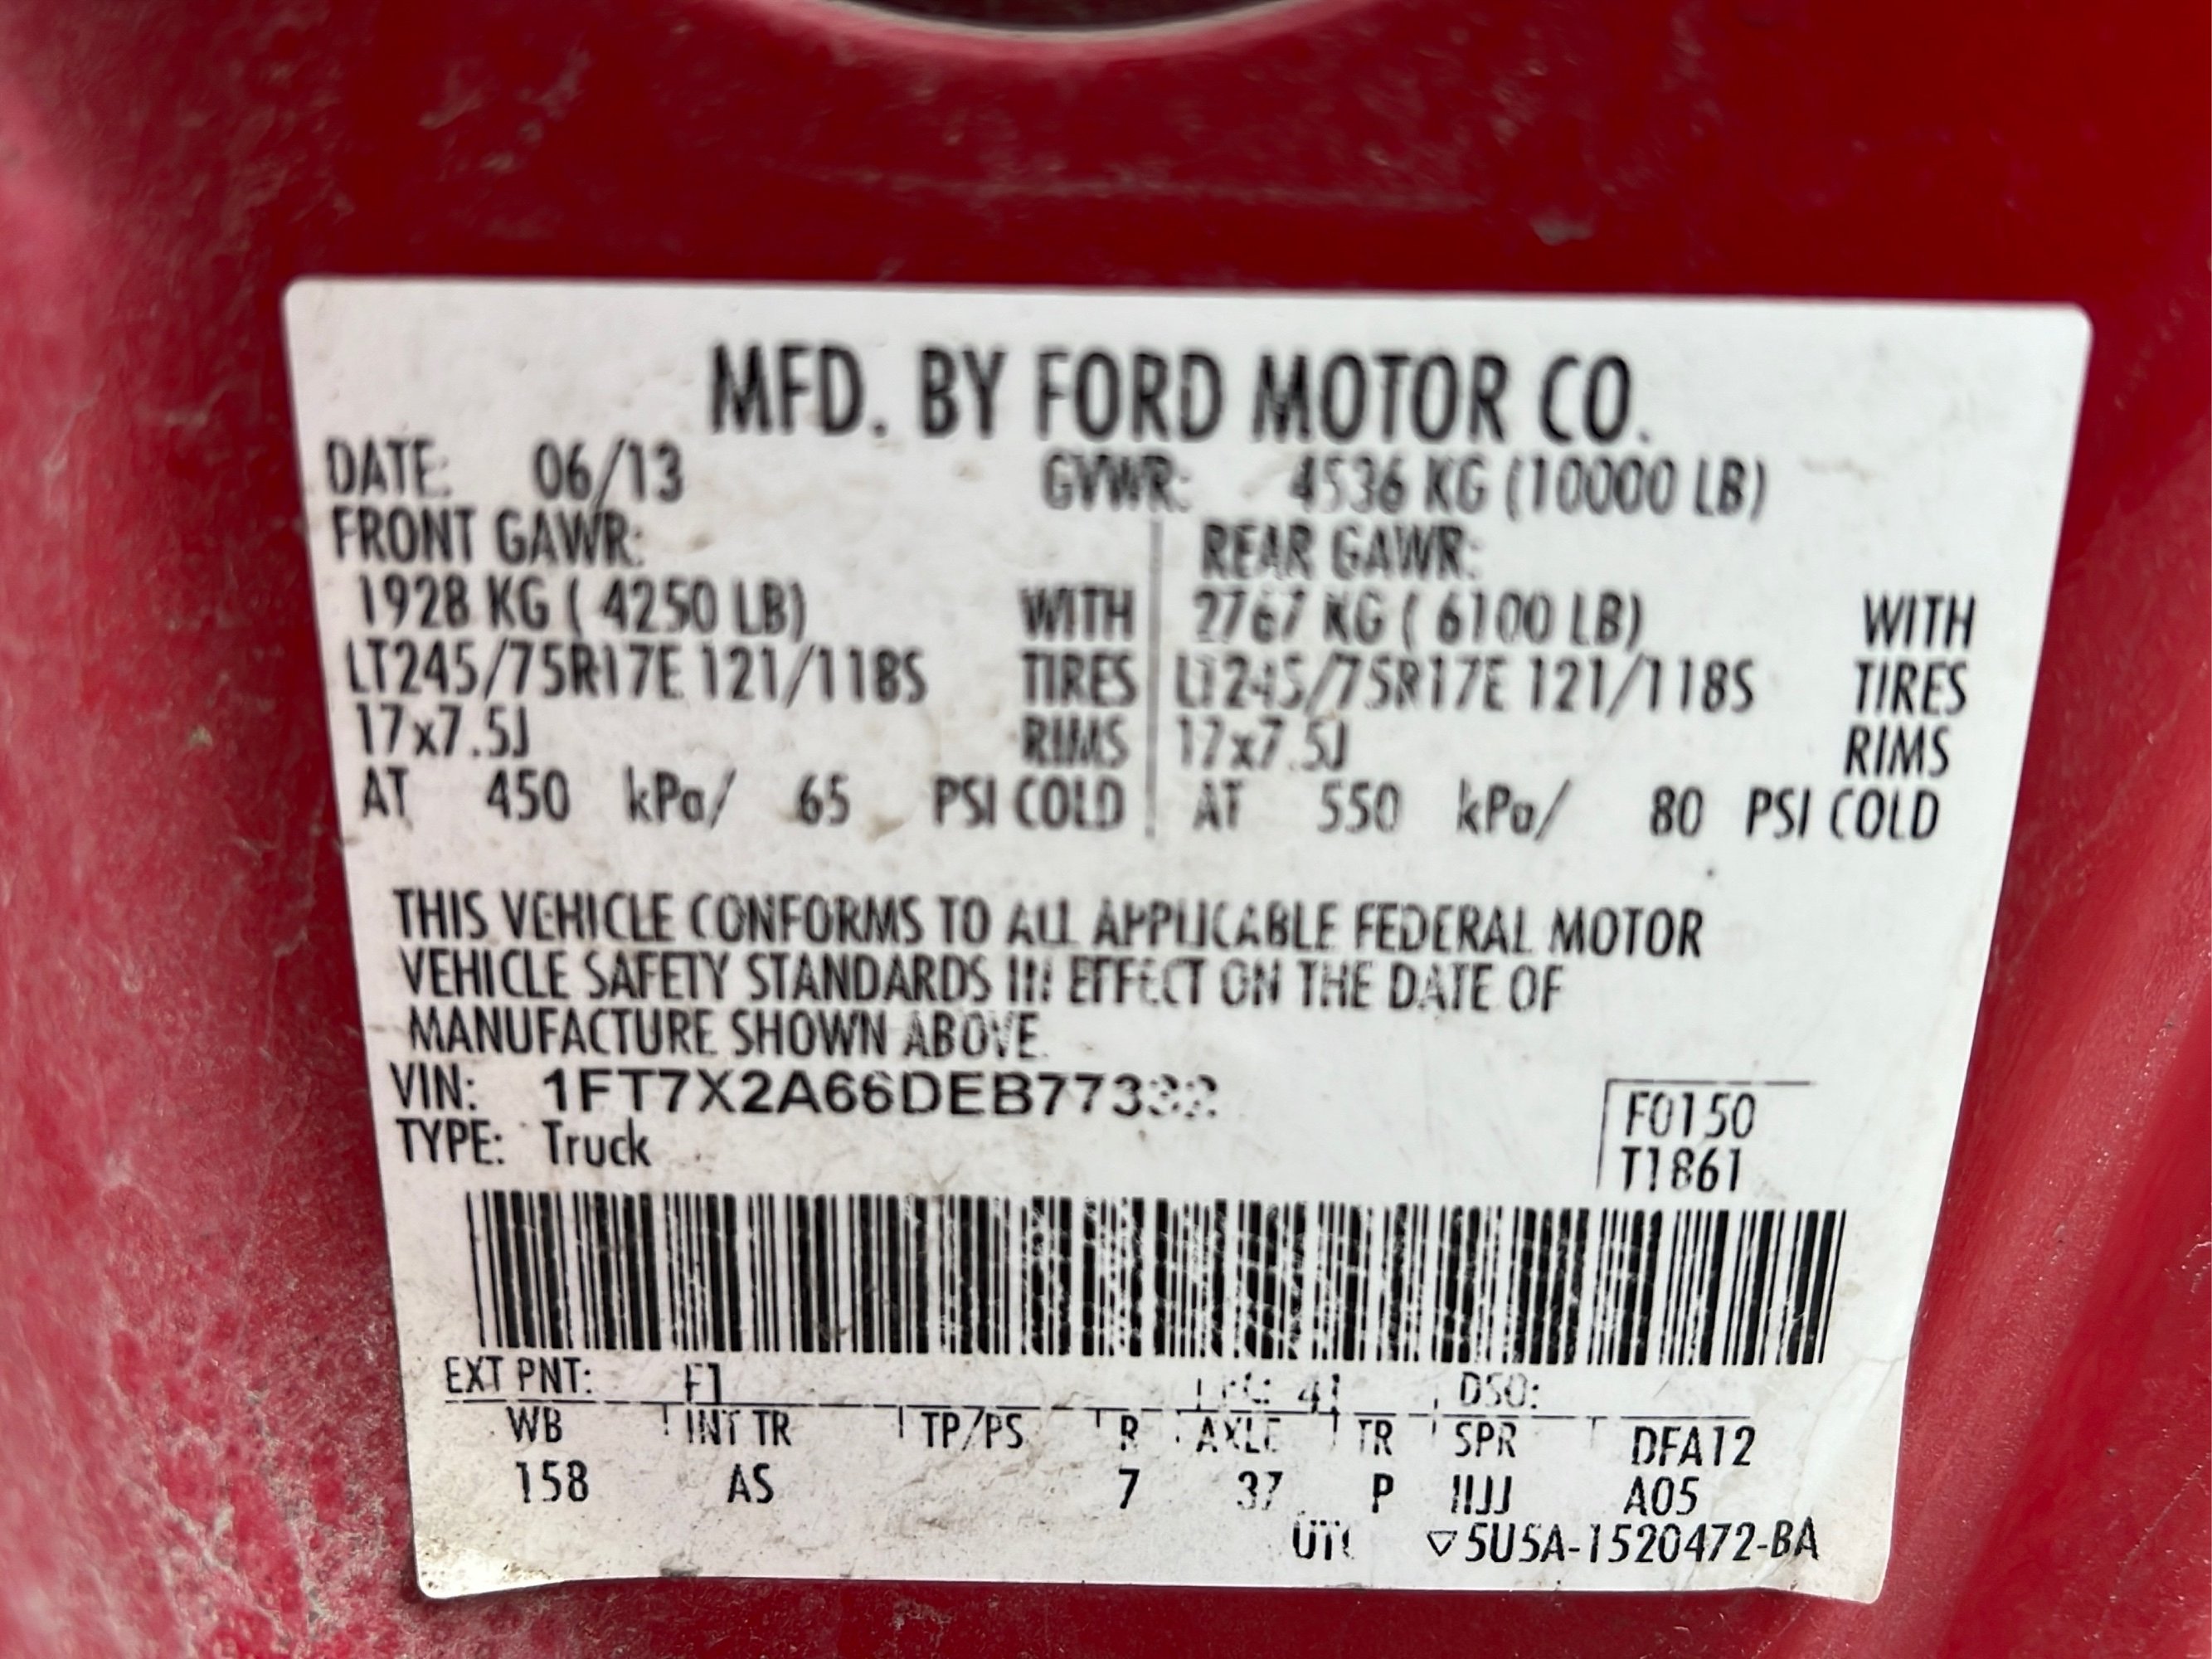 MFD. BY FORD MOTOR CO.
DATE: 06/13 GVWR: 4536 KG (10000 LB)
FRONT GAWR: REAR GAWR:
1928 KG ( 4250 LB) WITH 2767 KG ( 6100 LB) WITH
LT245/75R17E 121/118S TIRES LT245/75R17E 121/118S TIRES
17x7.5J RIMS 17x7.5J RIMS
AT 450 kPa/ 65 PSI COLD AT 550 kPa/ 80 PSI COLD
THIS VEHICLE CONFORMS TO ALL APPLICABLE FEDERAL MOTOR
VEHICLE SAFETY STANDARDS IN EFFECT ON THE DATE OF
MANUFACTURE SHOWN ABOVE.
VIN: 1FT7X2A66DEB77332 F0150
TYPE: Truck T1861
EXT PNT: F1 41 DSO:
WB INT TR TP/PS R AXLE TR SPR DFA12
158 AS 7 37 P IIJJ A05
▽5U5A-1520472-BA